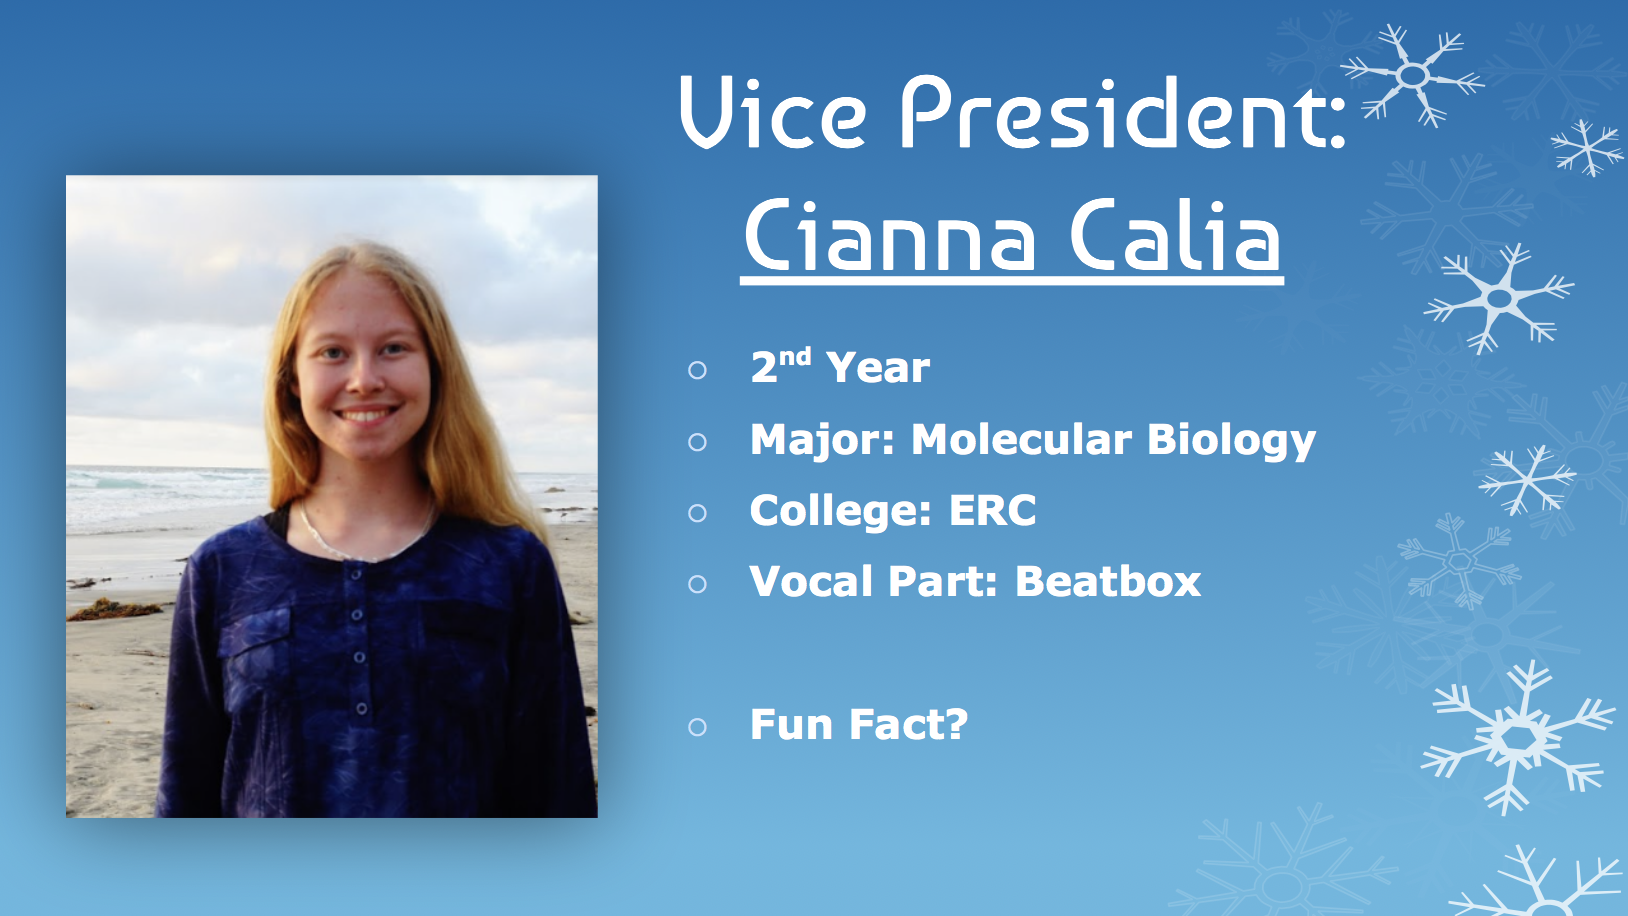 Vice President:
Cianna Calia
2nd Year
Major: Molecular Biology
College: ERC
Vocal Part: Beatbox
Fun Fact?